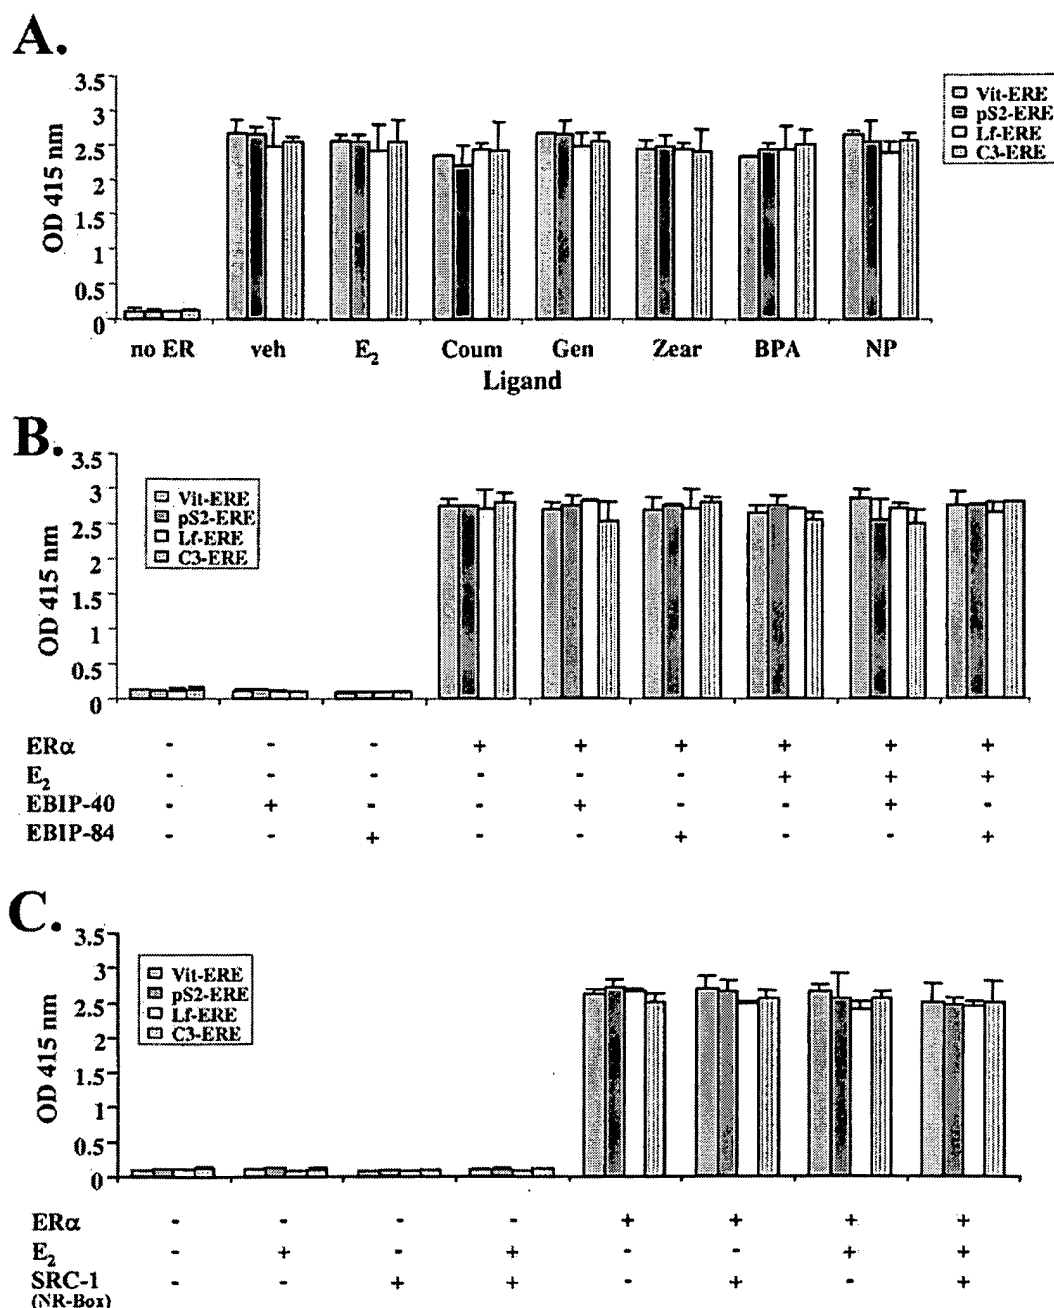 A.
3.5
3
2.5
2
1.5
1
0.5
0
OD 415 nm
Vit-ERE
pS2-ERE
Lf-ERE
C3-ERE
no ER veh E2 Coum Gen Zear BPA NP
Ligand
B.
3.5
3
2.5
2
1.5
1
0.5
0
OD 415 nm
Vit-ERE
pS2-ERE
Lf-ERE
C3-ERE
ERα - - - + + + + + +
E2 - - - - - - + + +
EBIP-40 - + - - + - - + -
EBIP-84 - - + - - + - - +
C.
3.5
3
2.5
2
1.5
1
0.5
0
OD 415 nm
Vit-ERE
pS2-ERE
Lf-ERE
C3-ERE
ERα - - - - + + + +
E2 - + - + - - + +
SRC-1 - - + + - + - +
(NR-Box)